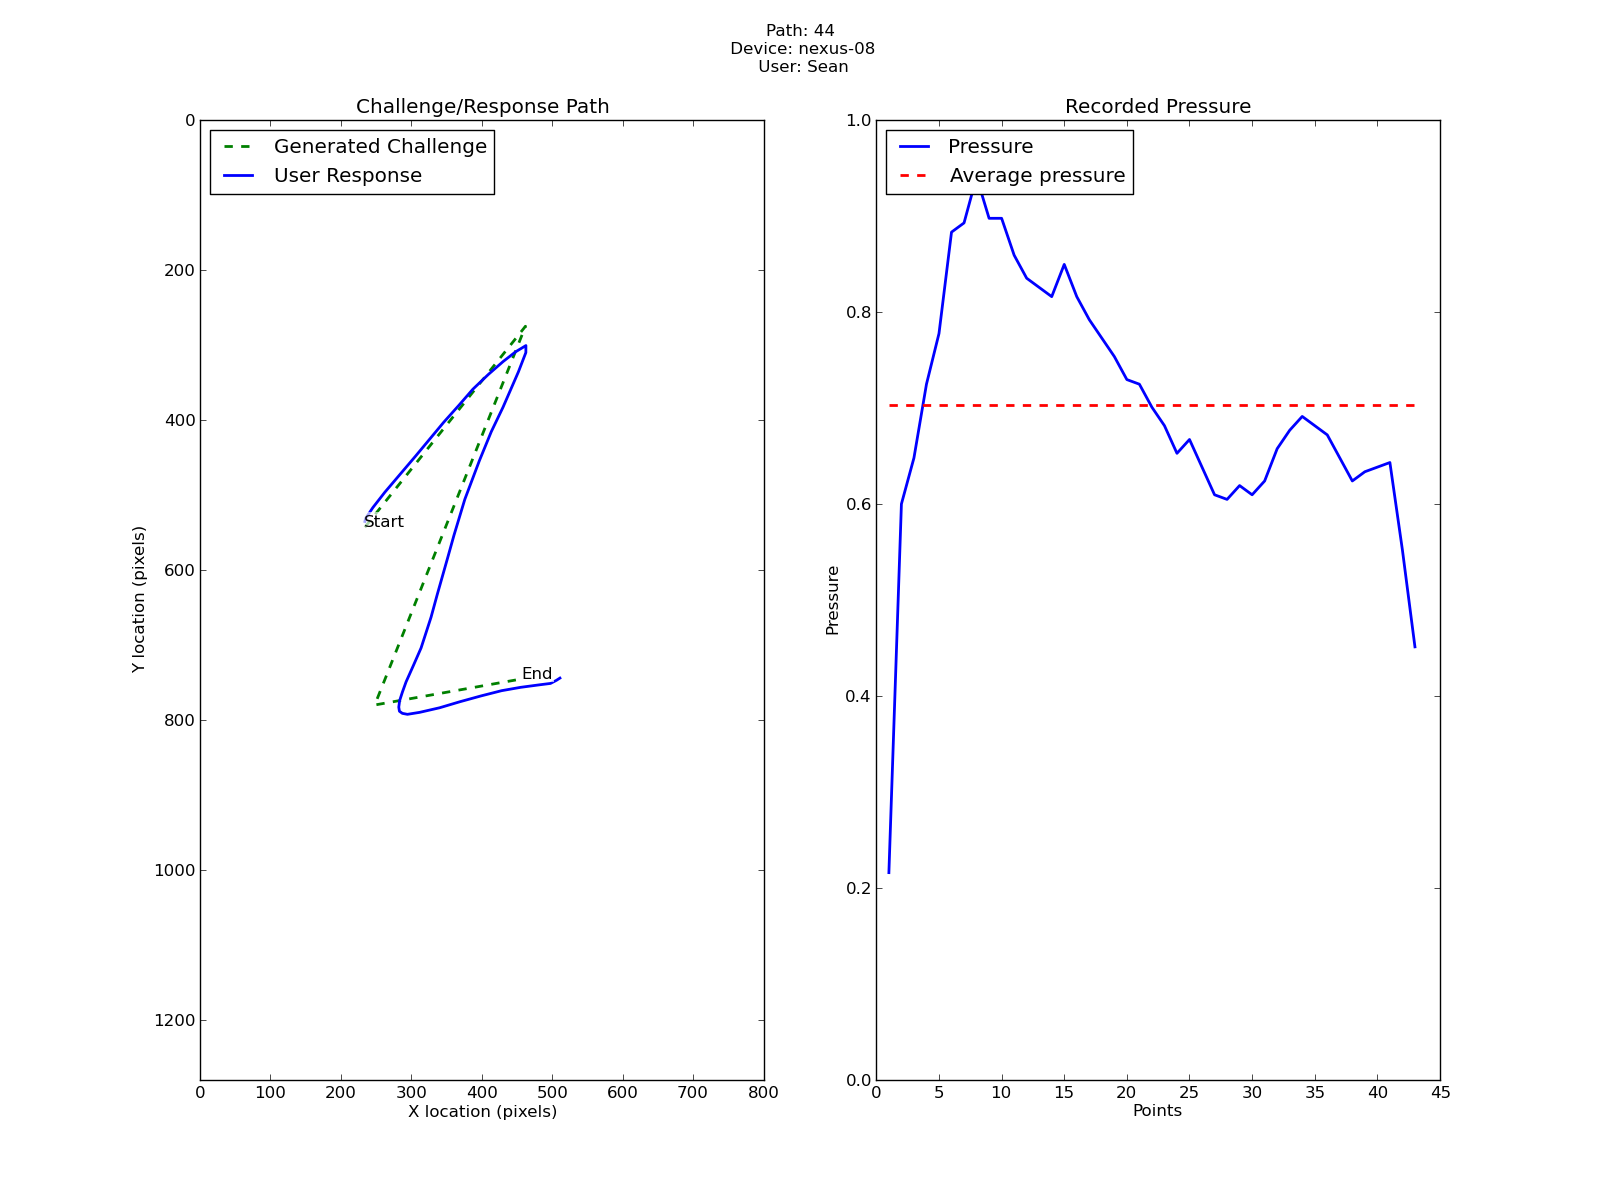 Path: 44
Device: nexus-08
User: Sean
Challenge/Response Path
Generated Challenge
User Response
0
200
400
600
800
1000
1200
Y location (pixels)
Start
End
0 100 200 300 400 500 600 700 800
X location (pixels)
Recorded Pressure
Pressure
Average pressure
1.0
0.8
0.6
0.4
0.2
0.0
Pressure
0 5 10 15 20 25 30 35 40 45
Points